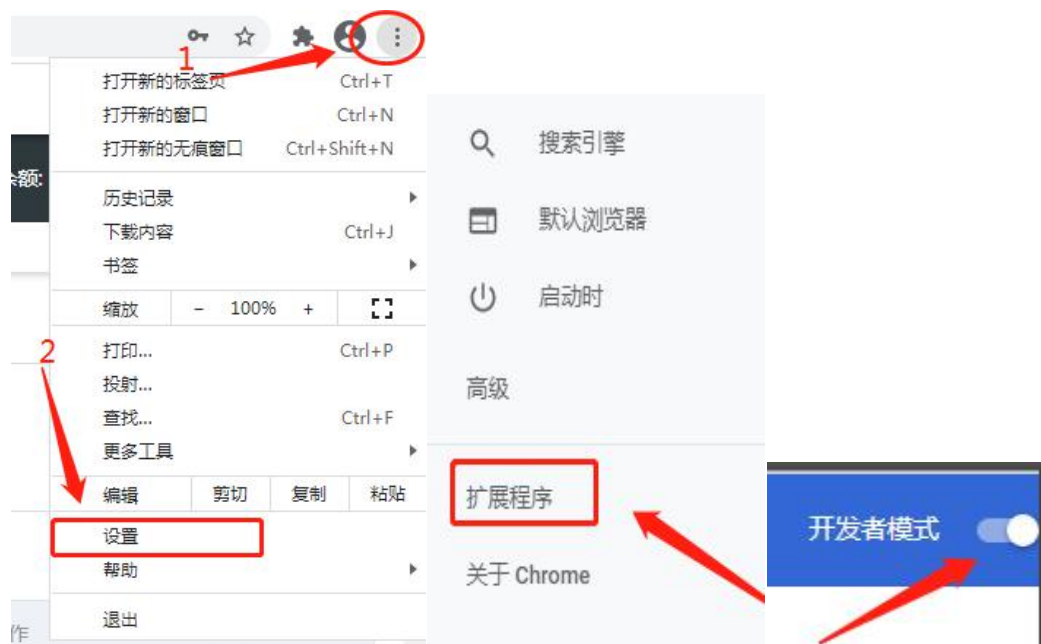 1
打开新的标签页 Ctrl+T
打开新的窗口 Ctrl+N
打开新的无痕窗口 Ctrl+Shift+N
额:
历史记录
下载内容 Ctrl+J
书签
缩放 - 100% +
2
打印... Ctrl+P
投射...
查找... Ctrl+F
更多工具
编辑 剪切 复制 粘贴
设置
帮助
退出
作
搜索引擎
默认浏览器
启动时
高级
扩展程序
关于 Chrome
开发者模式